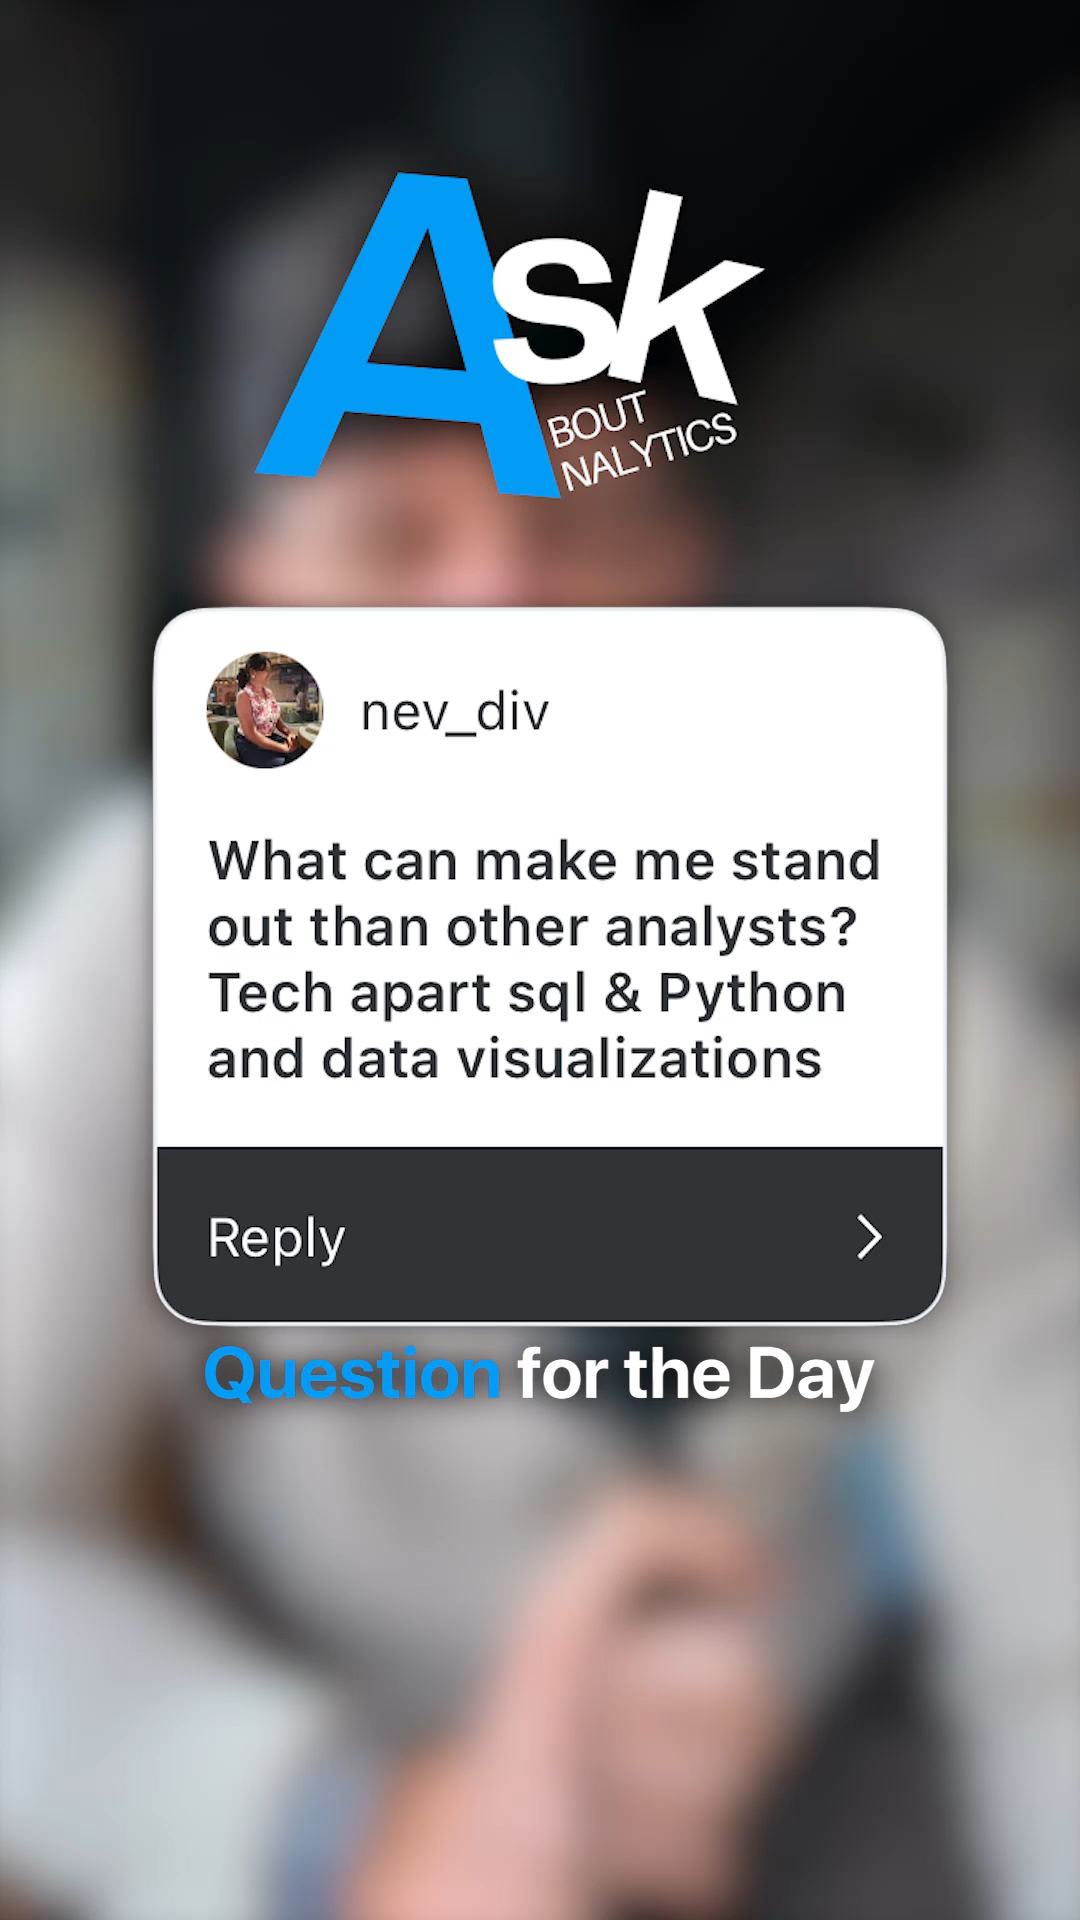 Ask
BOUT
NALYTICS
nev_div
What can make me stand
out than other analysts?
Tech apart sql & Python
and data visualizations
Reply
Question for the Day